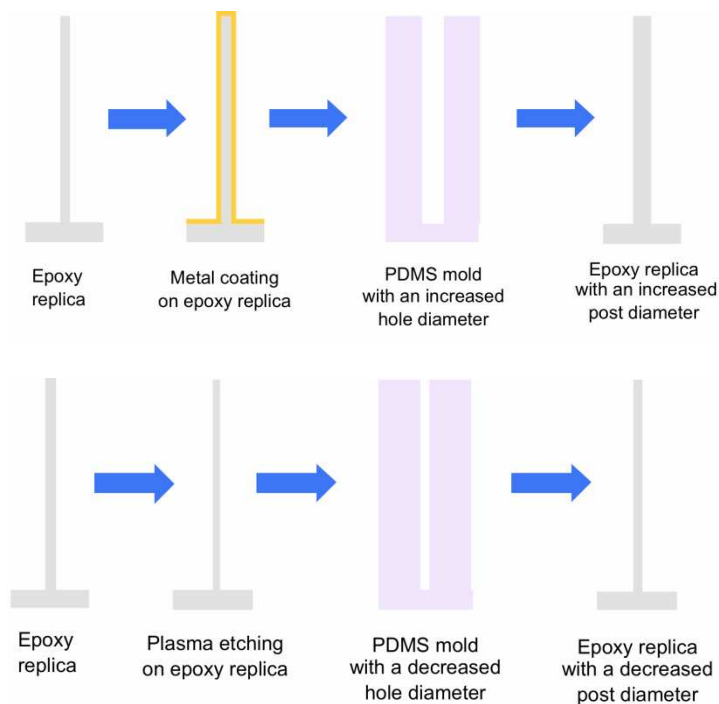 Epoxy
replica
Metal coating
on epoxy replica
PDMS mold
with an increased
hole diameter
Epoxy replica
with an increased
post diameter
Epoxy
replica
Plasma etching
on epoxy replica
PDMS mold
with a decreased
hole diameter
Epoxy replica
with a decreased
post diameter